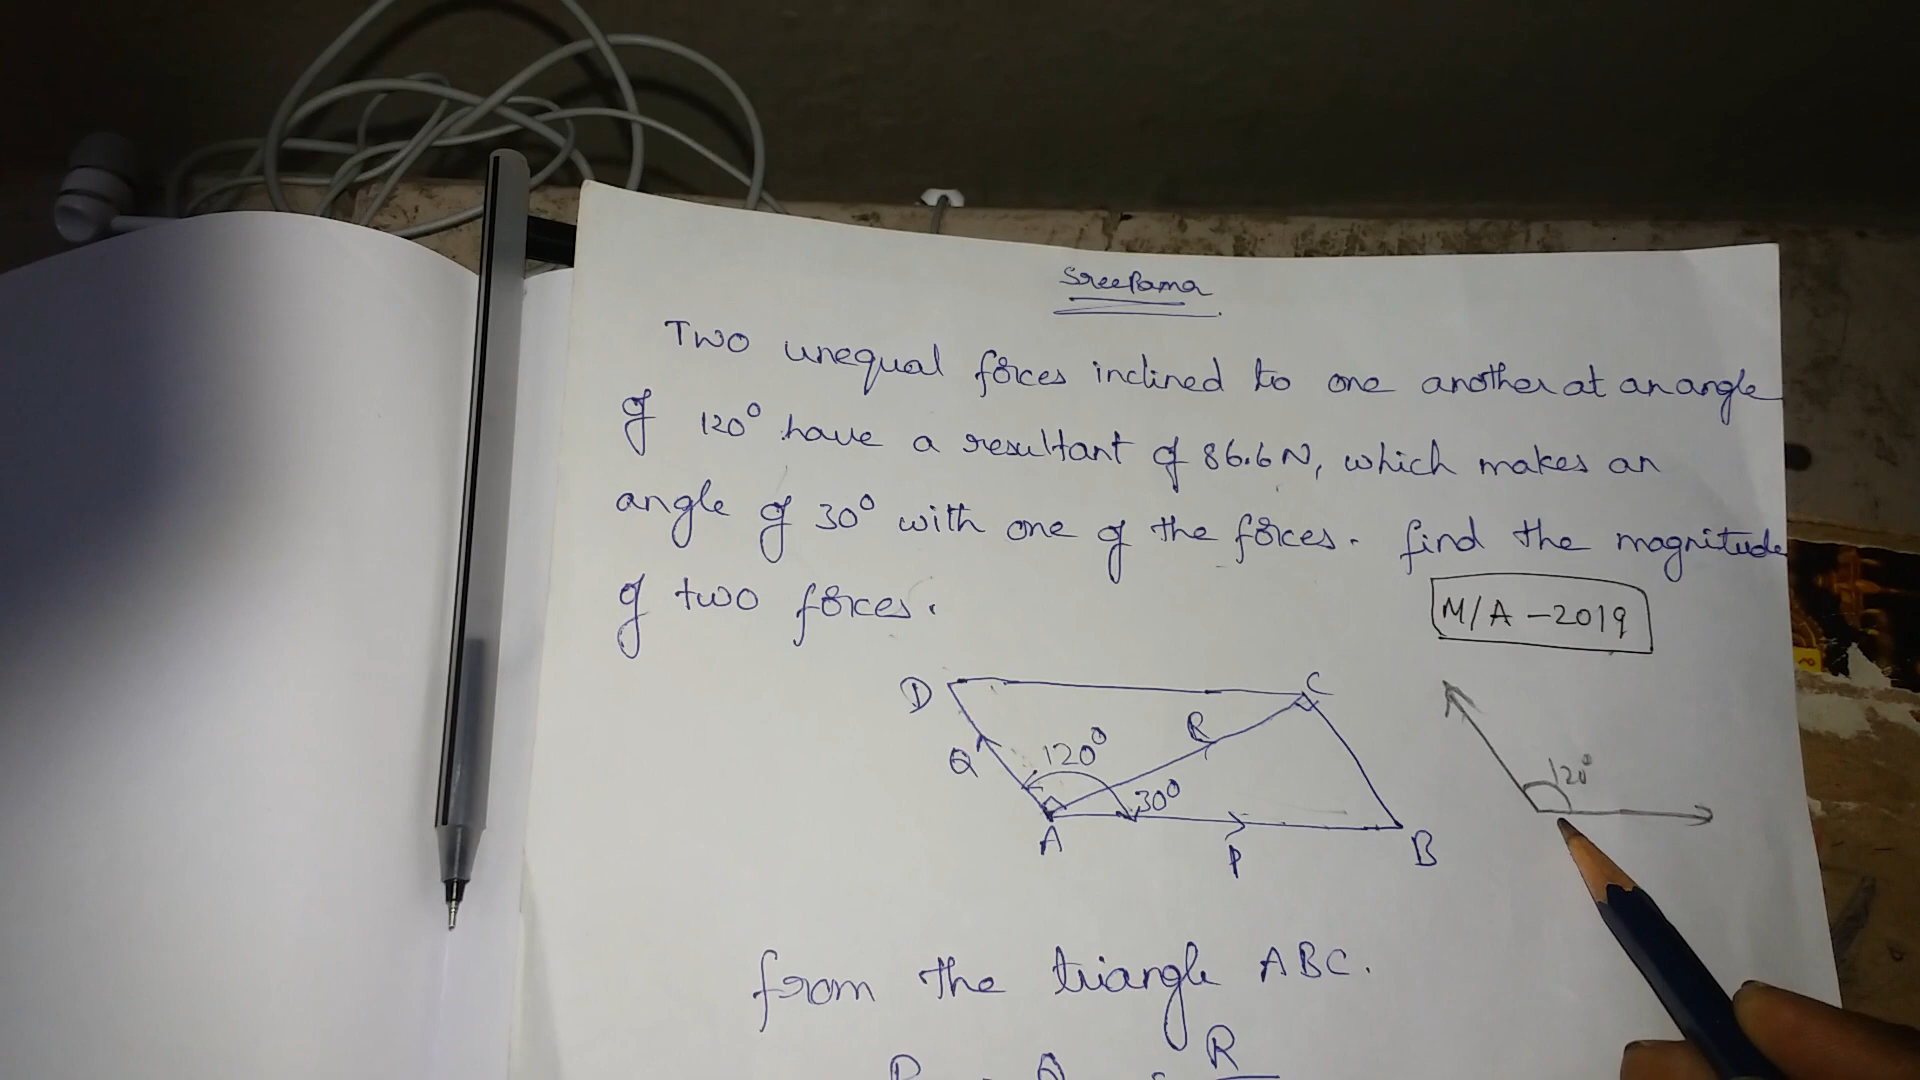 SreeRama
Two unequal forces inclined to one another at an angle
of 120° have a resultant of 86.6N, which makes an
angle of 30° with one of the forces. find the magnitude
of two forces.
M/A - 2019
D
C
R
Q
120°
120°
30°
A
P
B
from the triangle ABC.
R